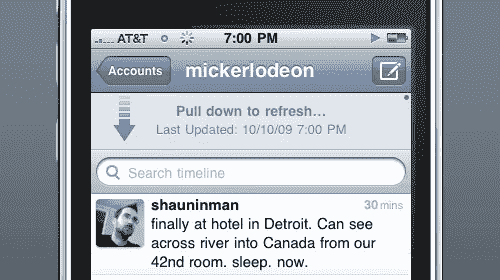 AT&T 7:00 PM
Accounts mickerlodeon
Pull down to refresh...
Last Updated: 10/10/09 7:00 PM
Search timeline
shauninman 30 mins
finally at hotel in Detroit. Can see
across river into Canada from our
42nd room. sleep. now.